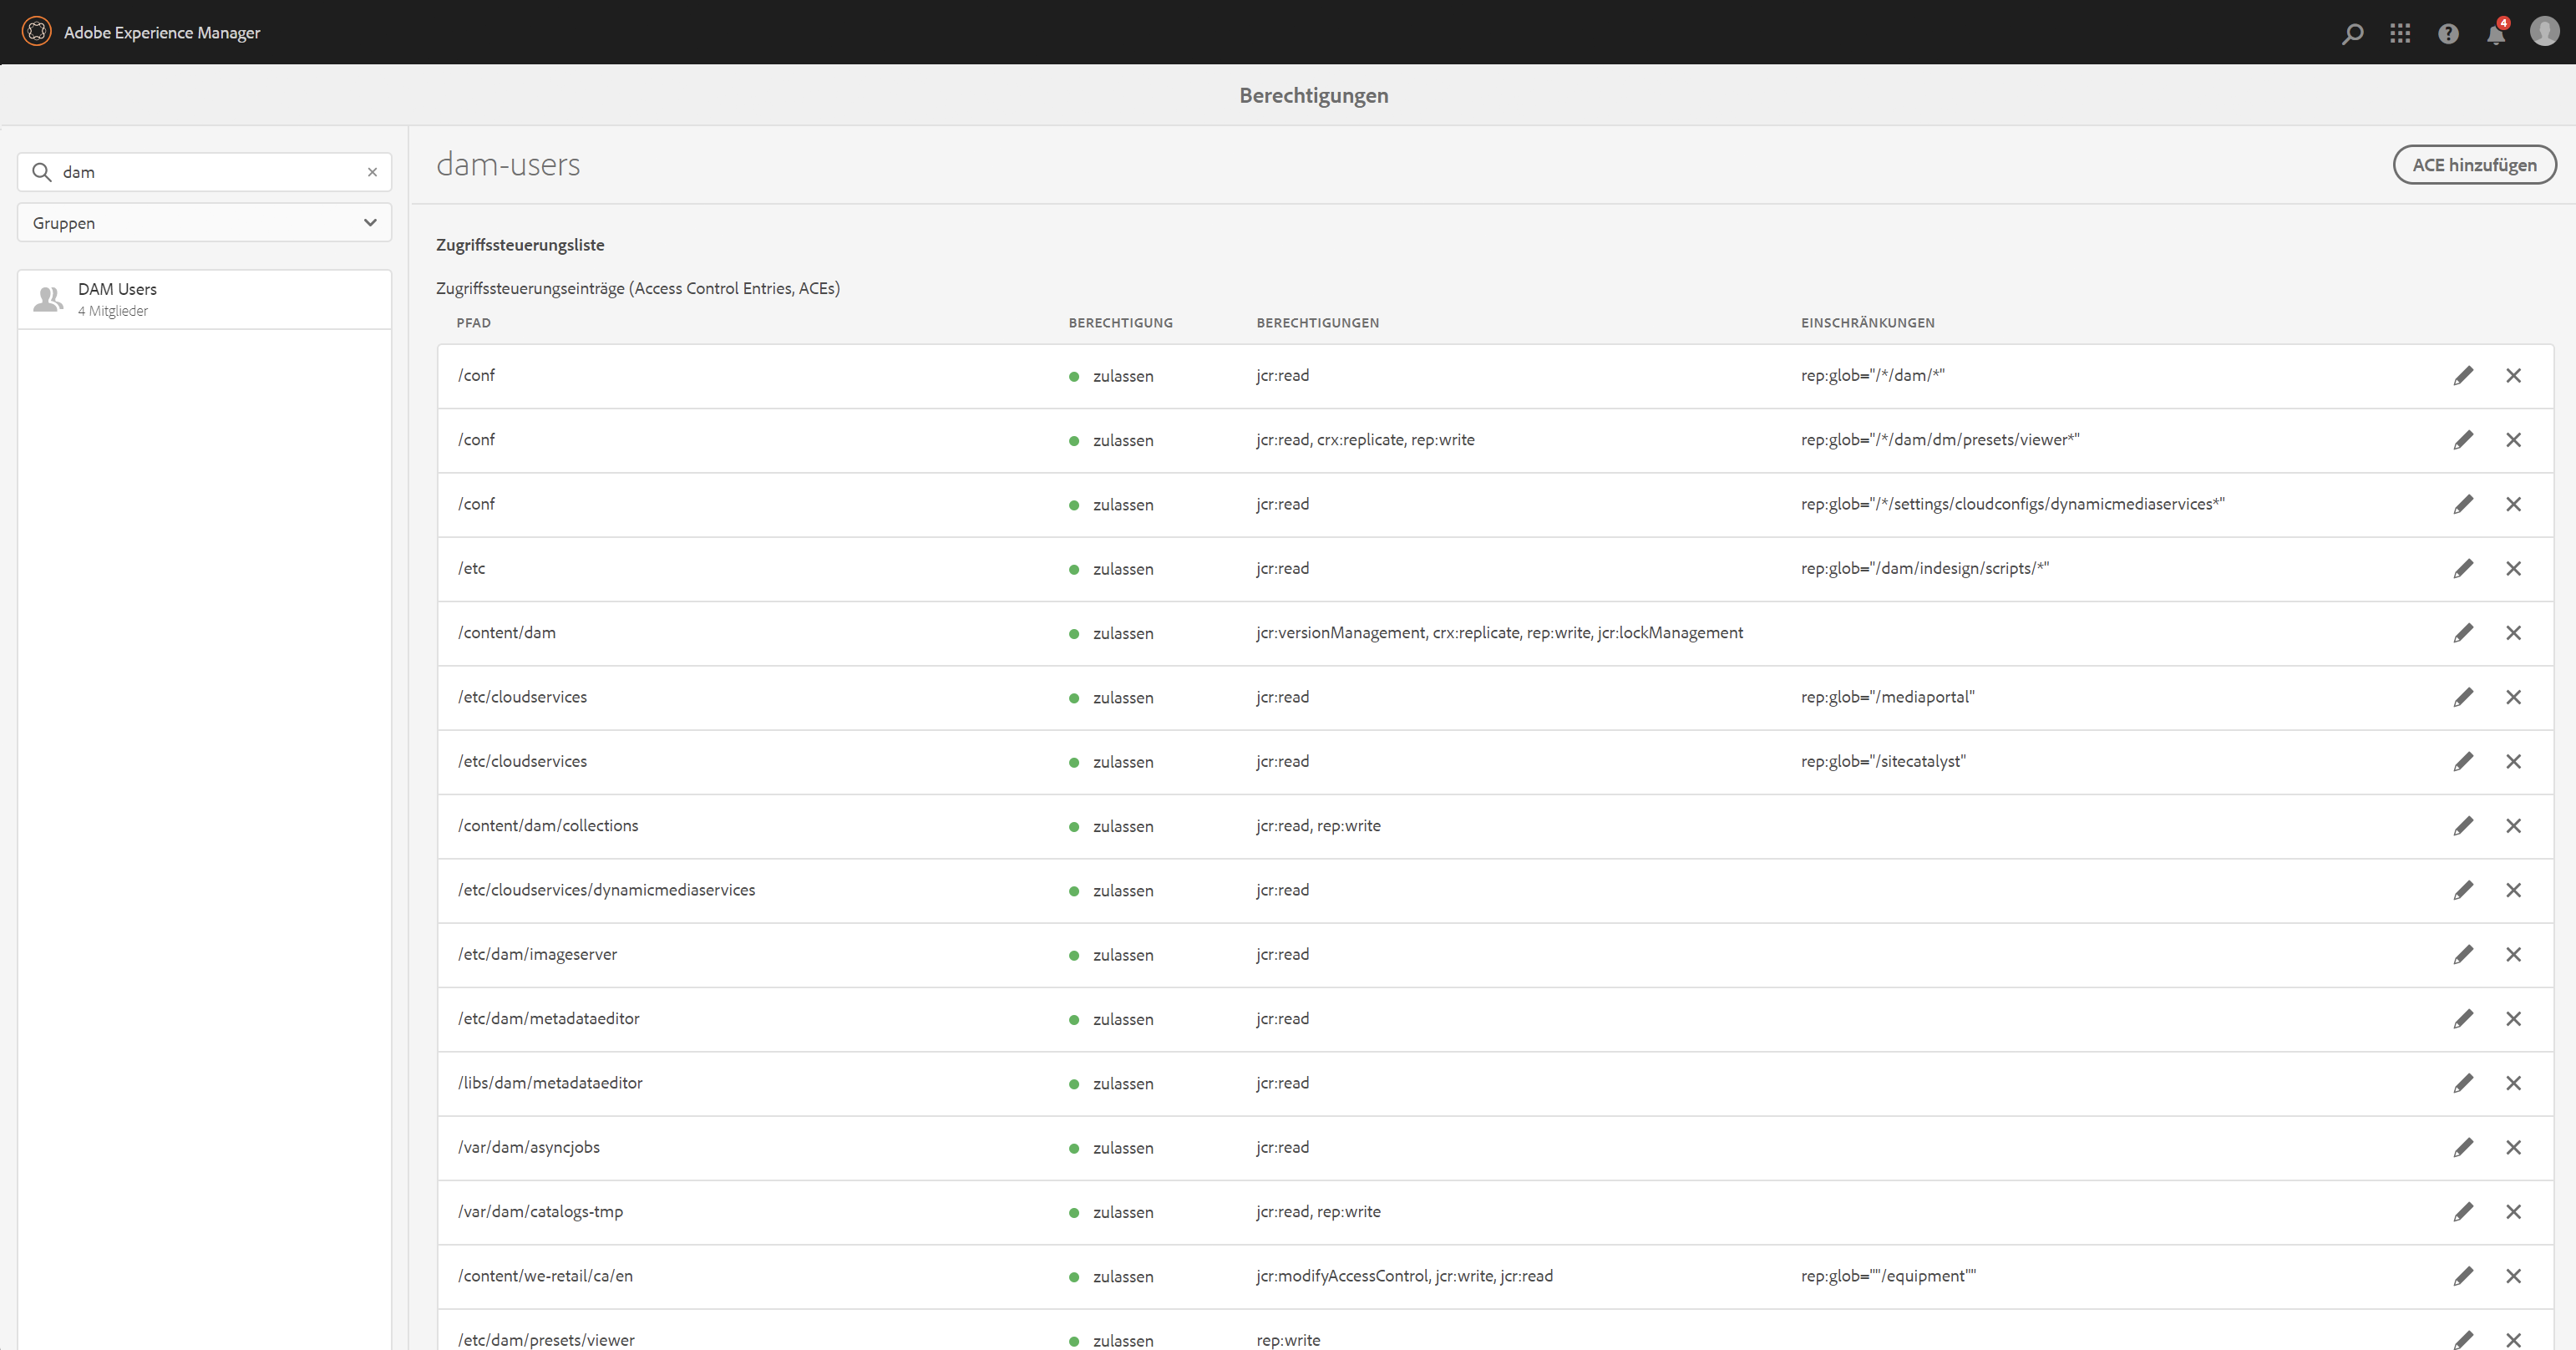 Adobe Experience Manager
4
Berechtigungen
dam
Gruppen
DAM Users
4 Mitglieder
dam-users
ACE hinzufügen
Zugriffssteuerungsliste
Zugriffssteuerungseinträge (Access Control Entries, ACEs)
PFAD BERECHTIGUNG BERECHTIGUNGEN EINSCHRÄNKUNGEN
/conf zulassen jcr:read rep:glob="/*/dam/*"
/conf zulassen jcr:read, crx:replicate, rep:write rep:glob="/*/dam/dm/presets/viewer*"
/conf zulassen jcr:read rep:glob="/*/settings/cloudconfigs/dynamicmediaservices*"
/etc zulassen jcr:read rep:glob="/dam/indesign/scripts/*"
/content/dam zulassen jcr:versionManagement, crx:replicate, rep:write, jcr:lockManagement
/etc/cloudservices zulassen jcr:read rep:glob="/mediaportal"
/etc/cloudservices zulassen jcr:read rep:glob="/sitecatalyst"
/content/dam/collections zulassen jcr:read, rep:write
/etc/cloudservices/dynamicmediaservices zulassen jcr:read
/etc/dam/imageserver zulassen jcr:read
/etc/dam/metadataeditor zulassen jcr:read
/libs/dam/metadataeditor zulassen jcr:read
/var/dam/asyncjobs zulassen jcr:read
/var/dam/catalogs-tmp zulassen jcr:read, rep:write
/content/we-retail/ca/en zulassen jcr:modifyAccessControl, jcr:write, jcr:read rep:glob=""/equipment""
/etc/dam/presets/viewer zulassen rep:write